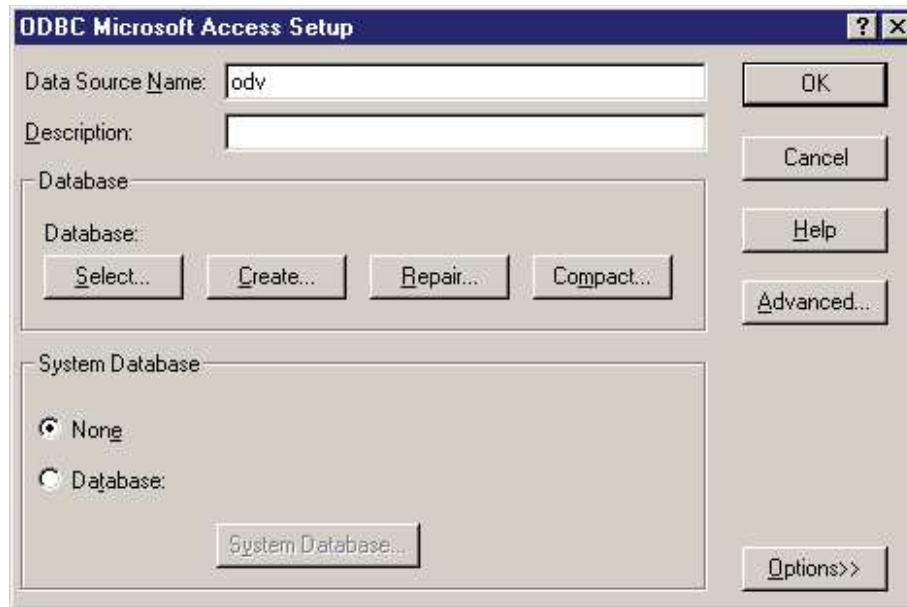 ODBC Microsoft Access Setup
Data Source Name: odv
OK
Description:
Cancel
Database
Database:
Help
Select... Create... Repair... Compact...
Advanced...
System Database
None
Database:
System Database...
Options>>